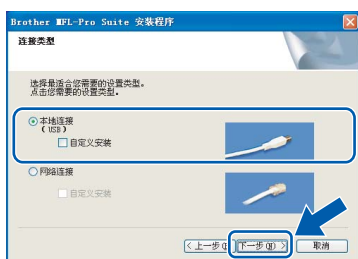 Brother MFL-Pro Suite 安装程序
连接类型
选择最适合您需要的设置类型。
点击您需要的设置类型。
本地连接
(USB)
自定义安装
网络连接
自定义安装
<上一步(B) 下一步(N)> 取消